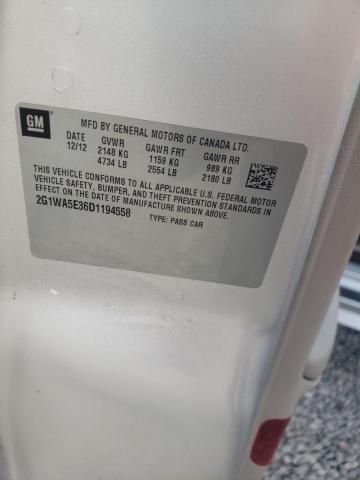 GM
MFD BY GENERAL MOTORS OF CANADA LTD.
DATE GVWR GAWR FRT GAWR RR
12/12 2148 KG 1159 KG 989 KG
4734 LB 2554 LB 2180 LB
THIS VEHICLE CONFORMS TO ALL APPLICABLE U.S. FEDERAL MOTOR
VEHICLE SAFETY, BUMPER, AND THEFT PREVENTION STANDARDS IN
EFFECT ON THE DATE OF MANUFACTURE SHOWN ABOVE.
2G1WA5E36D1194558 TYPE: PASS CAR